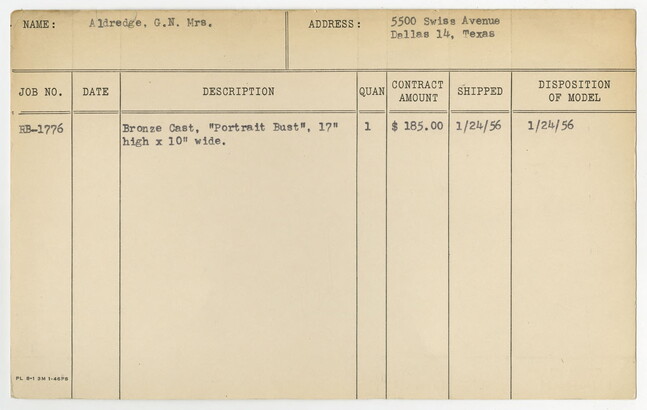 NAME: Aldredge, G.N. Mrs. ADDRESS: 5500 Swiss Avenue
Dallas 14, Texas
JOB NO. DATE DESCRIPTION QUAN CONTRACT AMOUNT SHIPPED DISPOSITION OF MODEL
RB-1776 Bronze Cast, "Portrait Bust", 17" 1 $ 185.00 1/24/56 1/24/56
high x 10" wide.